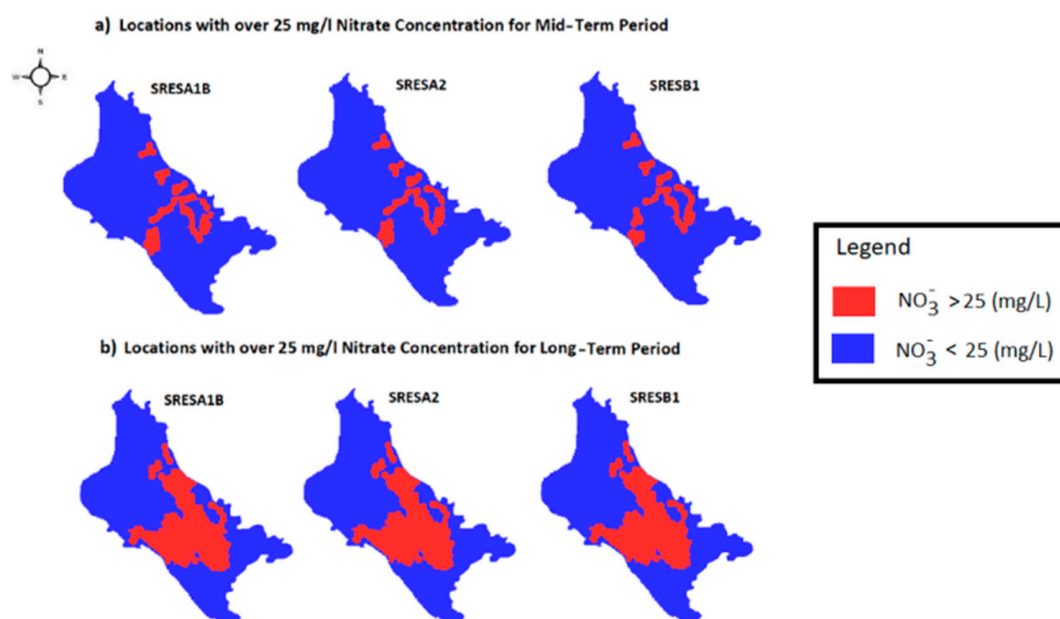 a) Locations with over 25 mg/l Nitrate Concentration for Mid-Term Period
N
W E
S
SRESA1B SRESA2 SRESB1
Legend
NO₃⁻ >25 (mg/L)
NO₃⁻ < 25 (mg/L)
b) Locations with over 25 mg/l Nitrate Concentration for Long-Term Period
SRESA1B SRESA2 SRESB1